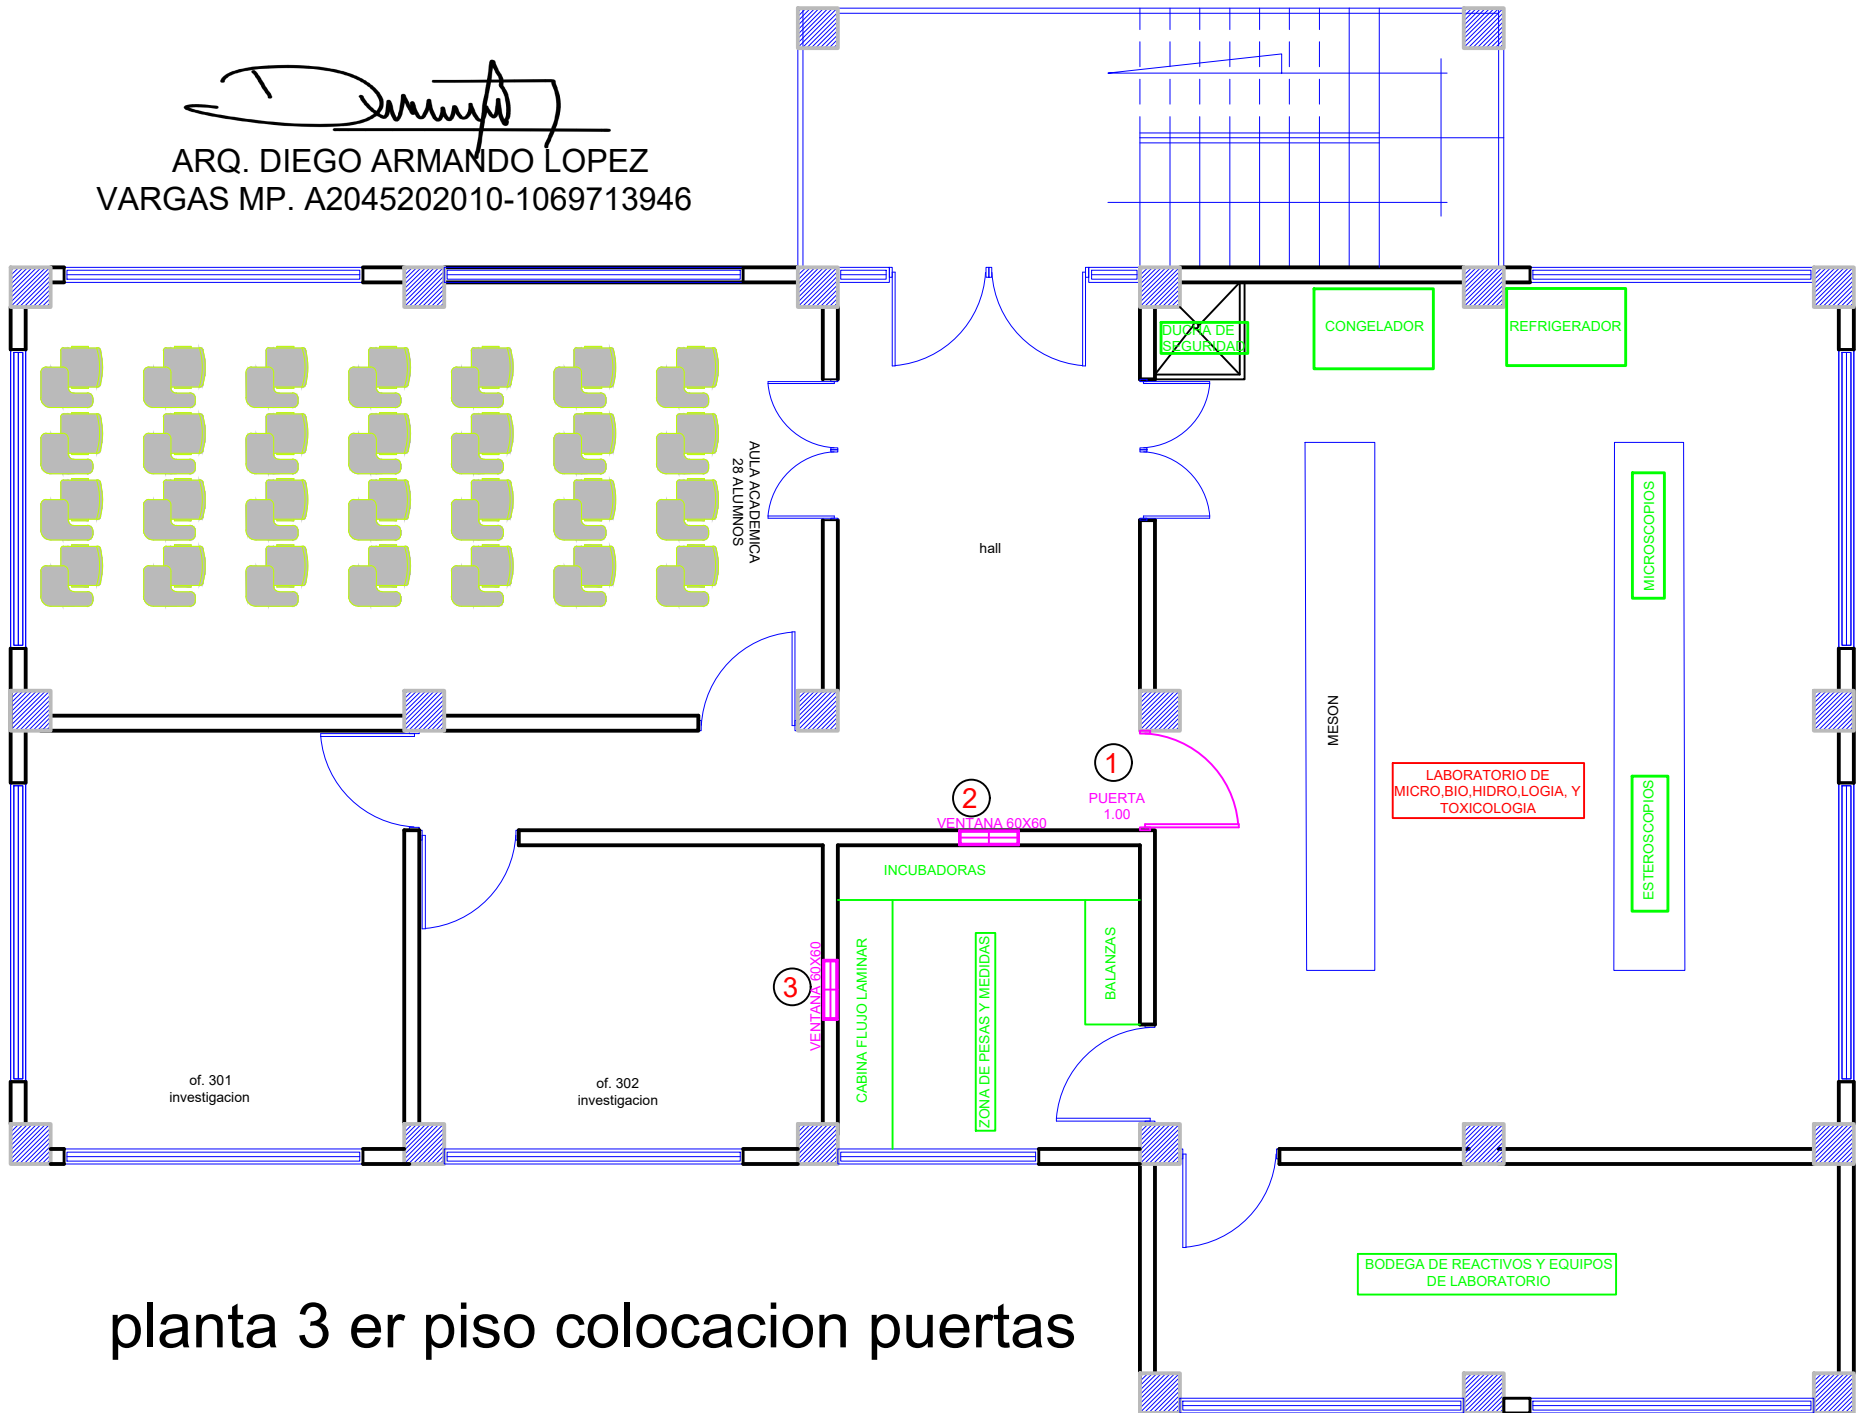 ARQ. DIEGO ARMANDO LOPEZ
VARGAS MP. A2045202010-1069713946
DUCHA DE
SEGURIDAD
CONGELADOR
REFRIGERADOR
AULA ACADEMICA
28 ALUMNOS
hall
MICROSCOPIOS
MESON
1
PUERTA
1.00
LABORATORIO DE
MICRO,BIO,HIDRO,LOGIA, Y
TOXICOLOGIA
ESTEROSCOPIOS
2
VENTANA 60X60
INCUBADORAS
3
VENTANA 60X60
CABINA FLUJO LAMINAR
ZONA DE PESAS Y MEDIDAS
BALANZAS
of. 301
investigacion
of. 302
investigacion
BODEGA DE REACTIVOS Y EQUIPOS
DE LABORATORIO
planta 3 er piso colocacion puertas